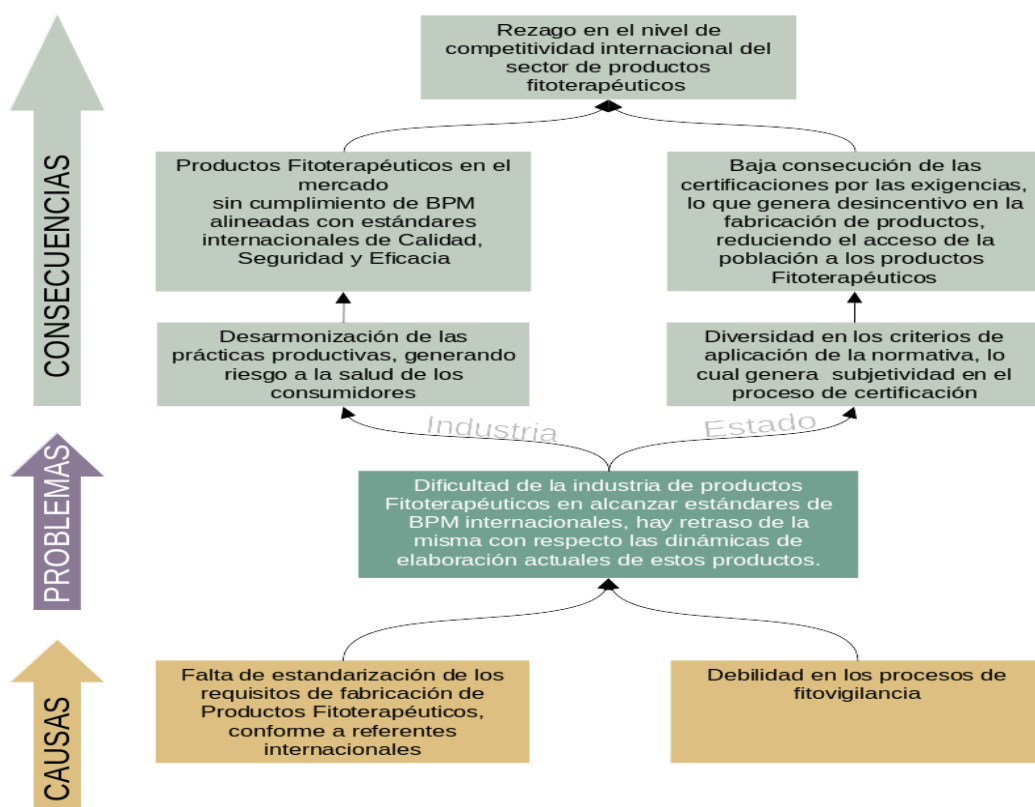 Rezago en el nivel de
competitividad internacional del
sector de productos
fitoterapéuticos
CONSECUENCIAS
Productos Fitoterapéuticos en el
mercado
sin cumplimiento de BPM
alineadas con estándares
internacionales de Calidad,
Seguridad y Eficacia
Baja consecución de las
certificaciones por las exigencias,
lo que genera desincentivo en la
fabricación de productos,
reduciendo el acceso de la
población a los productos
Fitoterapéuticos
Desarmonización de las
prácticas productivas, generando
riesgo a la salud de los
consumidores
Diversidad en los criterios de
aplicación de la normativa, lo
cual genera subjetividad en el
proceso de certificación
Industria
Estado
PROBLEMAS
Dificultad de la industria de productos
Fitoterapéuticos en alcanzar estándares de
BPM internacionales, hay retraso de la
misma con respecto las dinámicas de
elaboración actuales de estos productos.
CAUSAS
Falta de estandarización de los
requisitos de fabricación de
Productos Fitoterapéuticos,
conforme a referentes
internacionales
Debilidad en los procesos de
fitovigilancia